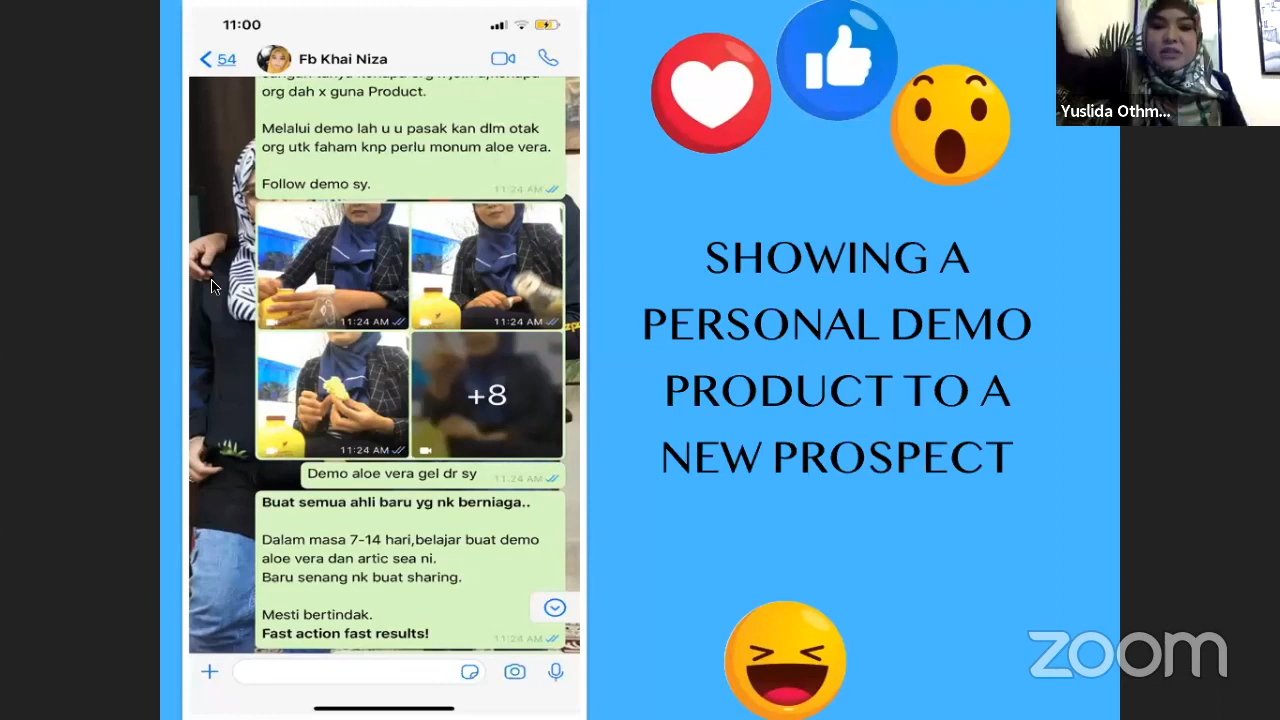 11:00
54
Fb Khai Niza
org dah x guna Product.
Melalui demo lah u u pasak kan dlm otak
org utk faham knp perlu monum aloe vera.
Follow demo sy.
11:24 AM
11:24 AM
11:24 AM
11:24 AM
+8
Demo aloe vera gel dr sy
11:24 AM
Buat semua ahli baru yg nk berniaga..
Dalam masa 7-14 hari,belajar buat demo
aloe vera dan artic sea ni.
Baru senang nk buat sharing.
Mesti bertindak.
Fast action fast results!
11:24 AM
SHOWING A
PERSONAL DEMO
PRODUCT TO A
NEW PROSPECT
Yuslida Othm...
zoom